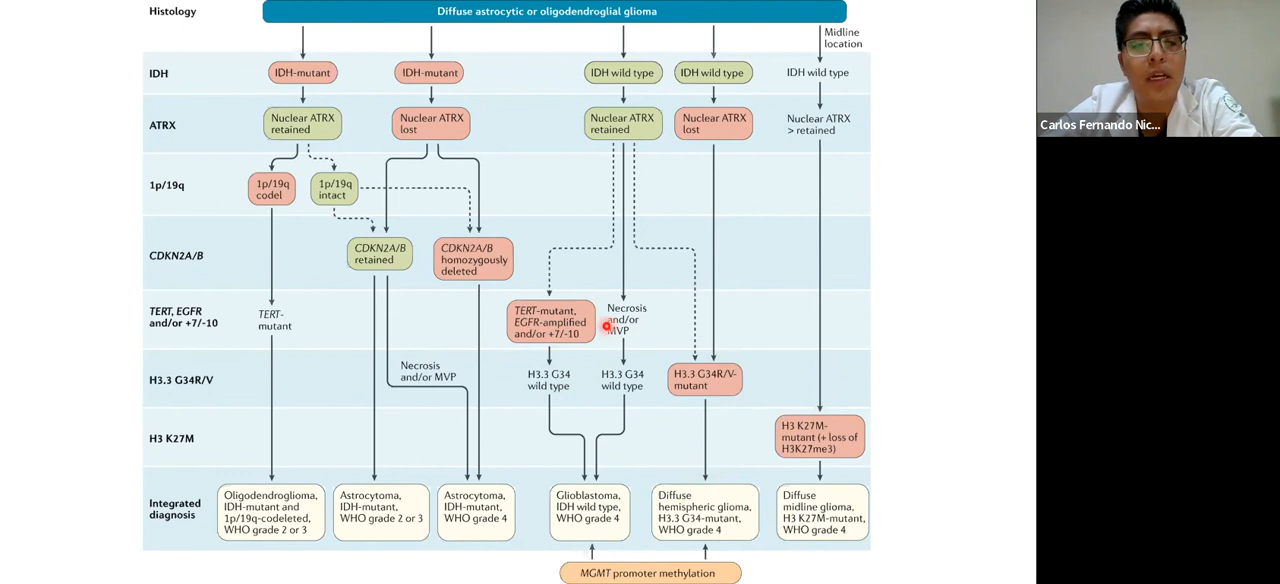 Histology
Diffuse astrocytic or oligodendroglial glioma
Midline
location
IDH
IDH-mutant
IDH-mutant
IDH wild type
IDH wild type
IDH wild type
ATRX
Nuclear ATRX
retained
Nuclear ATRX
lost
Nuclear ATRX
retained
Nuclear ATRX
lost
Nuclear ATRX
> retained
1p/19q
1p/19q
codel
1p/19q
intact
CDKN2A/B
CDKN2A/B
retained
CDKN2A/B
homozygously
deleted
TERT, EGFR
and/or +7/-10
TERT-
mutant
TERT-mutant,
EGFR-amplified
and/or +7/-10
Necrosis
and/or
MVP
H3.3 G34R/V
Necrosis
and/or MVP
H3.3 G34
wild type
H3.3 G34
wild type
H3.3 G34R/V-
mutant
H3 K27M
H3 K27M-
mutant (+ loss of
H3K27me3)
Integrated
diagnosis
Oligodendroglioma,
IDH-mutant and
1p/19q-codeleted,
WHO grade 2 or 3
Astrocytoma,
IDH-mutant,
WHO grade 2 or 3
Astrocytoma,
IDH-mutant,
WHO grade 4
Glioblastoma,
IDH wild type,
WHO grade 4
Diffuse
hemispheric glioma,
H3.3 G34-mutant,
WHO grade 4
Diffuse
midline glioma,
H3 K27M-mutant,
WHO grade 4
MGMT promoter methylation
Carlos Fernando Nic...